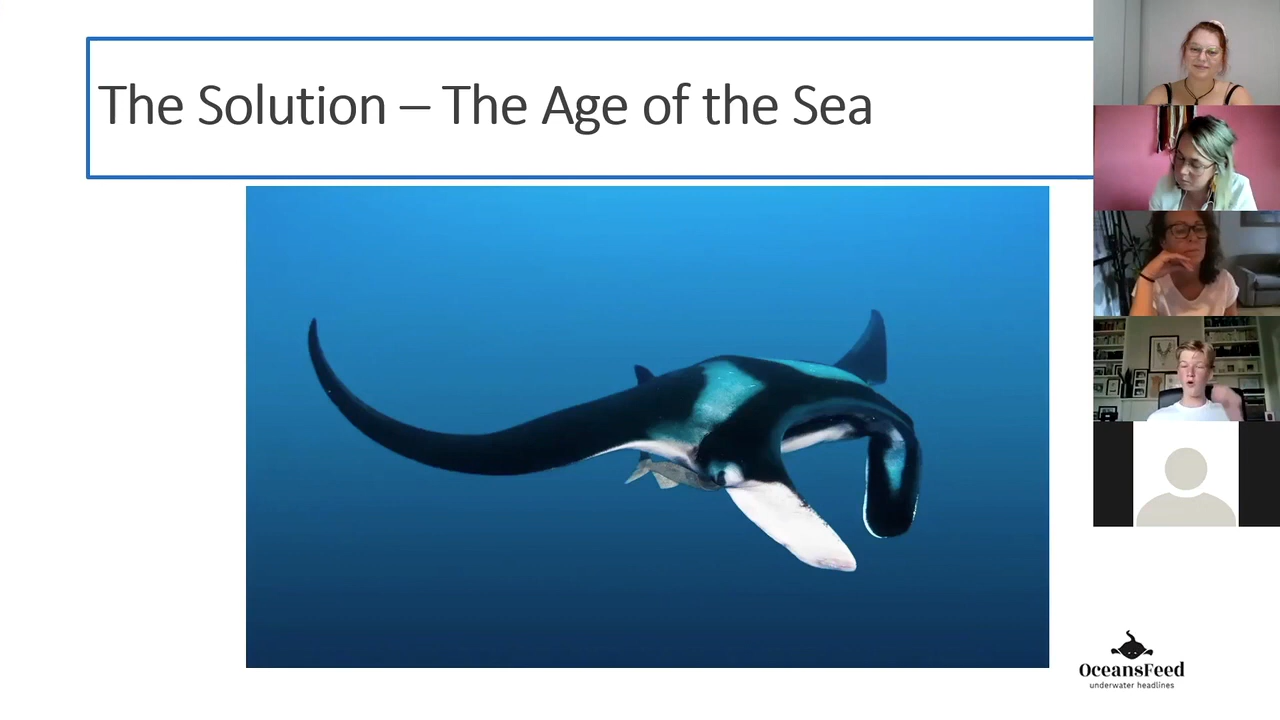 The Solution – The Age of the Sea
OceansFeed
underwater headlines